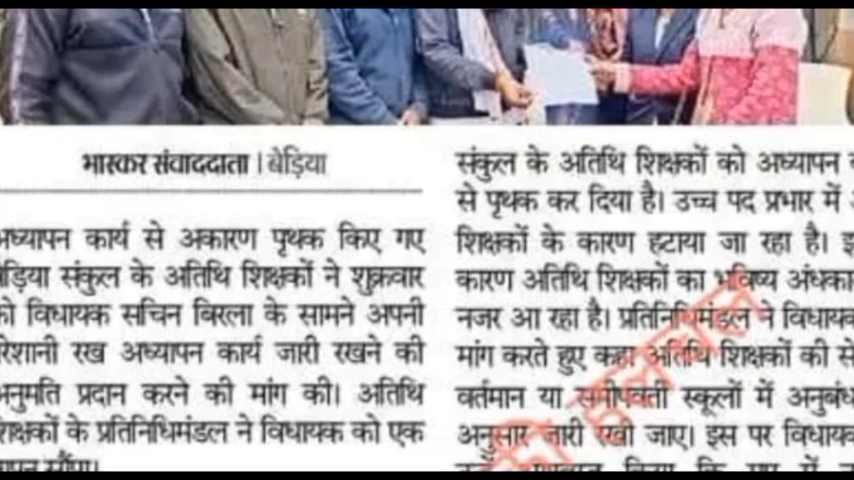 भास्कर संवाददाता | बेड़िया
अध्यापन कार्य से अकारण पृथक किए गए
बेड़िया संकुल के अतिथि शिक्षकों ने शुक्रवार
को विधायक सचिन बिरला के सामने अपनी
परेशानी रख अध्यापन कार्य जारी रखने की
अनुमति प्रदान करने की मांग की। अतिथि
शिक्षकों के प्रतिनिधिमंडल ने विधायक को एक
ज्ञापन सौंपा।
संकुल के अतिथि शिक्षकों को अध्यापन
से पृथक कर दिया है। उच्च पद प्रभार में
शिक्षकों के कारण हटाया जा रहा है।
कारण अतिथि शिक्षकों का भविष्य
नजर आ रहा है। प्रतिनिधिमंडल ने
मांग करते हुए कहा अतिथि शिक्षकों की
वर्तमान या समीपवर्ती स्कूलों में
अनुसार जारी रखी जाए। इस पर
की हलचल